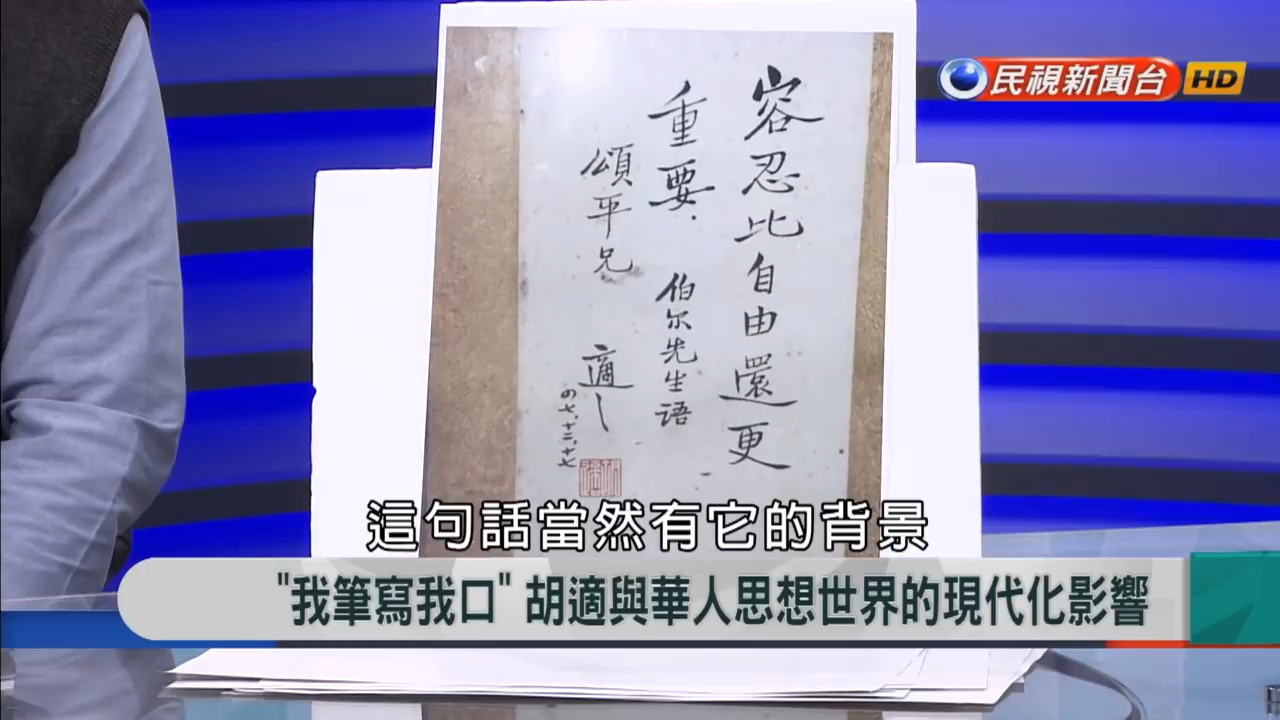 民視新聞台 HD
容忍比自由還更
重要.
伯尔先生语
頌平兄
適之
四七.十二.十七
這句話當然有它的背景
"我筆寫我口" 胡適與華人思想世界的現代化影響